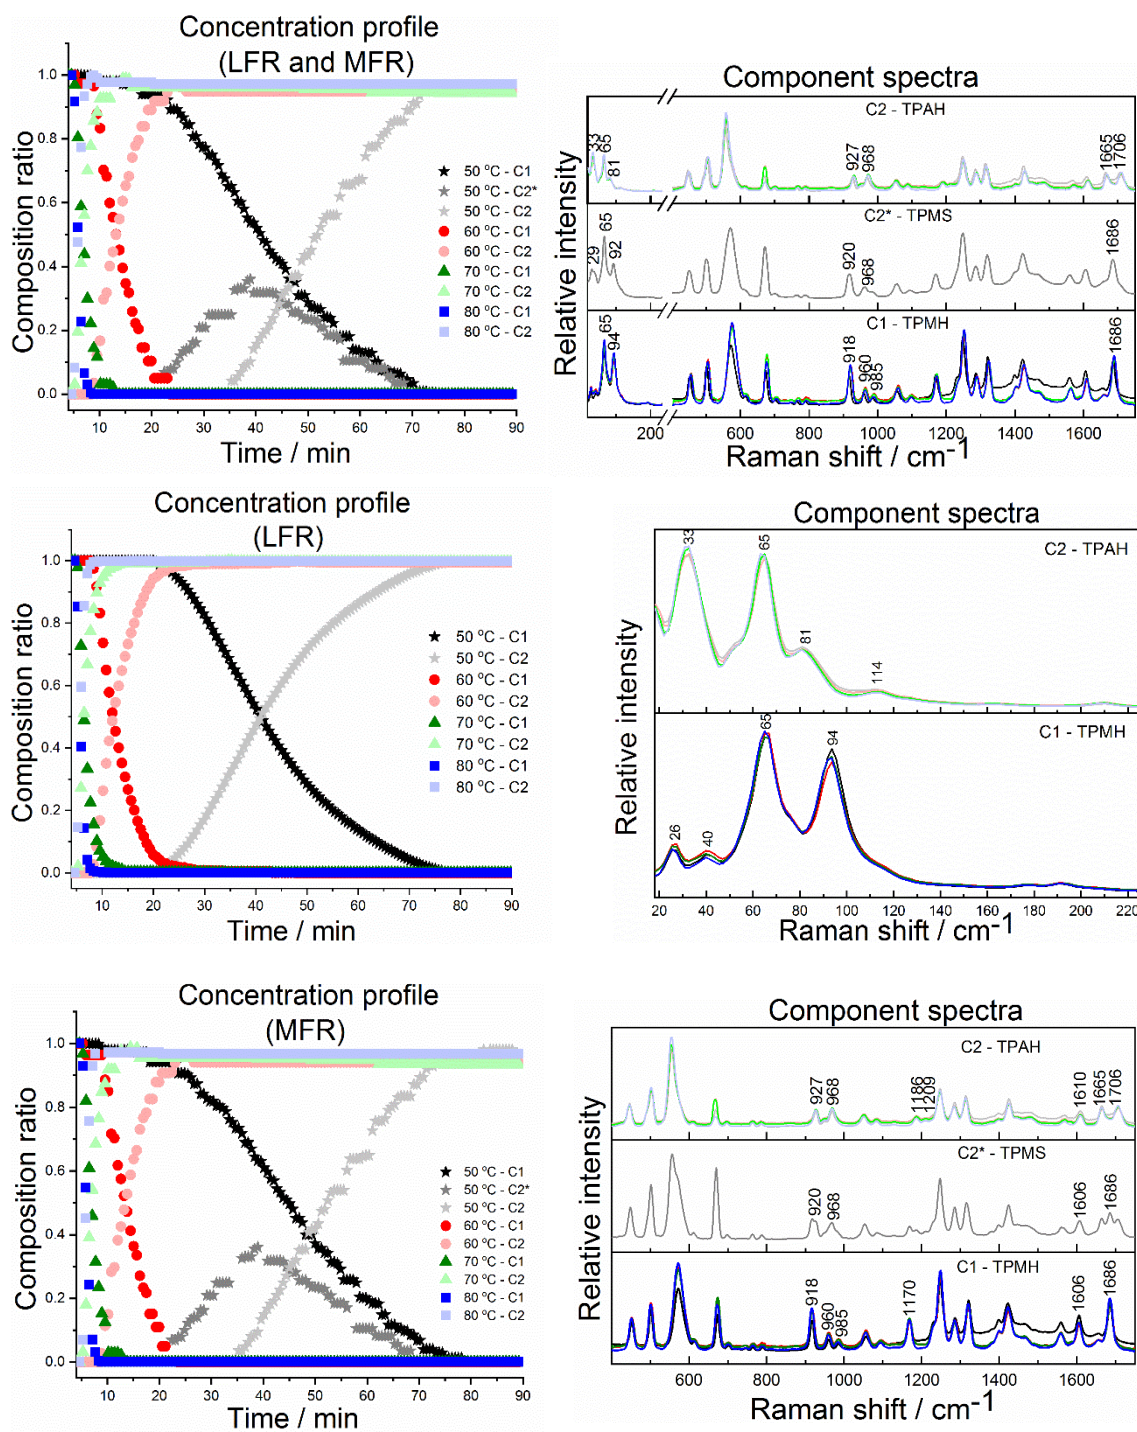 Concentration profile
(LFR and MFR)
Composition ratio
1.0
0.8
0.6
0.4
0.2
0.0
50 °C - C1
50 °C - C2*
50 °C - C2
60 °C - C1
60 °C - C2
70 °C - C1
70 °C - C2
80 °C - C1
80 °C - C2
10 20 30 40 50 60 70 80 90
Time / min
Component spectra
Relative intensity
C2 - TPAH
33
65
81
927
968
1665
1706
C2* - TPMS
29
65
92
920
968
1686
C1 - TPMH
65
94
918
960
985
1686
200 600 800 1000 1200 1400 1600
Raman shift / cm-1
Concentration profile
(LFR)
Composition ratio
1.0
0.8
0.6
0.4
0.2
0.0
50 °C - C1
50 °C - C2
60 °C - C1
60 °C - C2
70 °C - C1
70 °C - C2
80 °C - C1
80 °C - C2
10 20 30 40 50 60 70 80 90
Time / min
Component spectra
Relative intensity
C2 - TPAH
33
65
81
114
C1 - TPMH
26
40
65
94
20 40 60 80 100 120 140 160 180 200 220
Raman shift / cm-1
Concentration profile
(MFR)
Composition ratio
1.0
0.8
0.6
0.4
0.2
0.0
50 °C - C1
50 °C - C2*
50 °C - C2
60 °C - C1
60 °C - C2
70 °C - C1
70 °C - C2
80 °C - C1
80 °C - C2
10 20 30 40 50 60 70 80 90
Time / min
Component spectra
Relative intensity
C2 - TPAH
927
968
1186
1209
1610
1665
1706
C2* - TPMS
920
968
1606
1686
C1 - TPMH
918
960
985
1170
1606
1686
600 800 1000 1200 1400 1600
Raman shift / cm-1